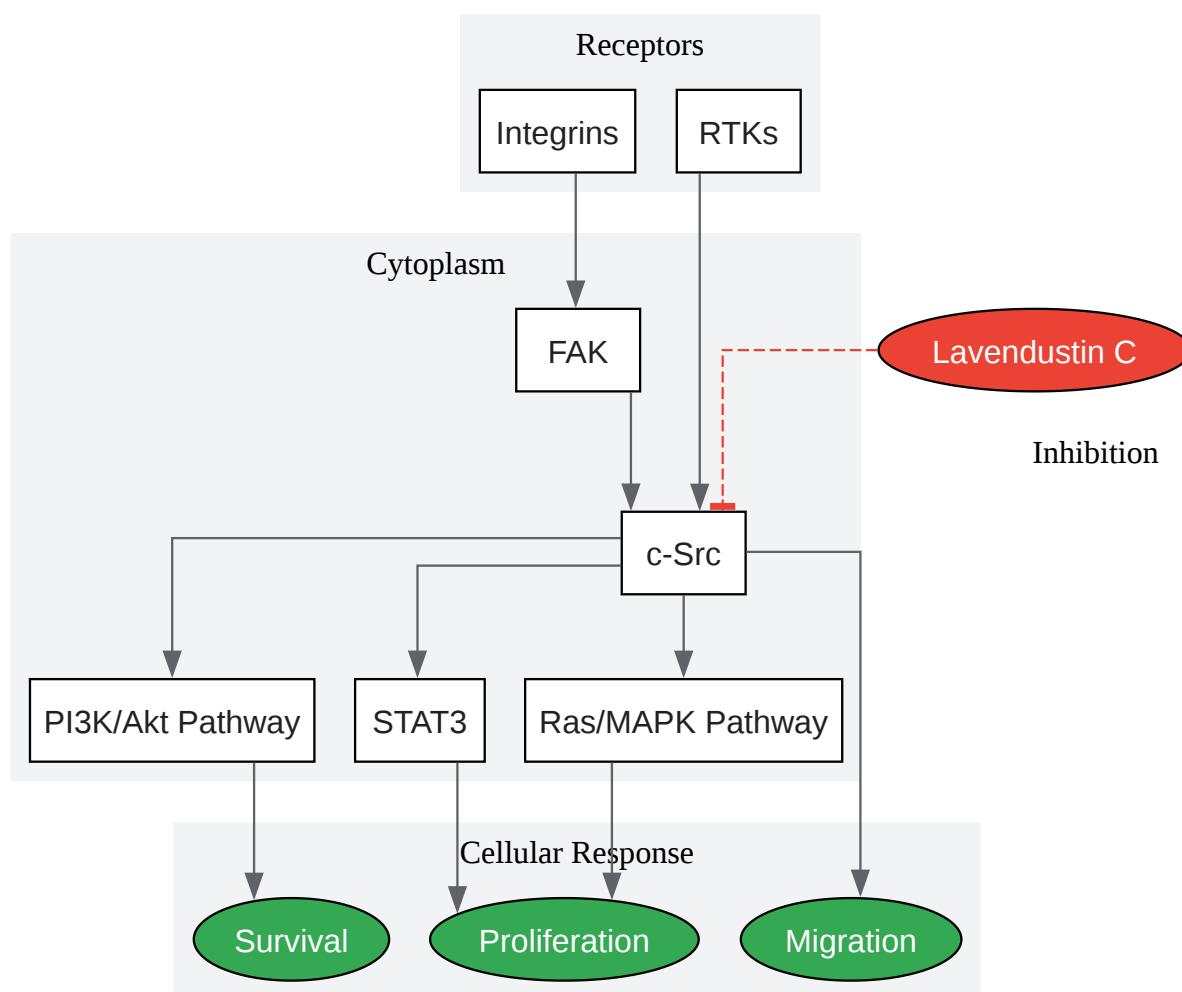 Receptors
Integrins
RTKs
Cytoplasm
FAK
Lavendustin C
Inhibition
c-Src
PI3K/Akt Pathway
STAT3
Ras/MAPK Pathway
Cellular Response
Survival
Proliferation
Migration